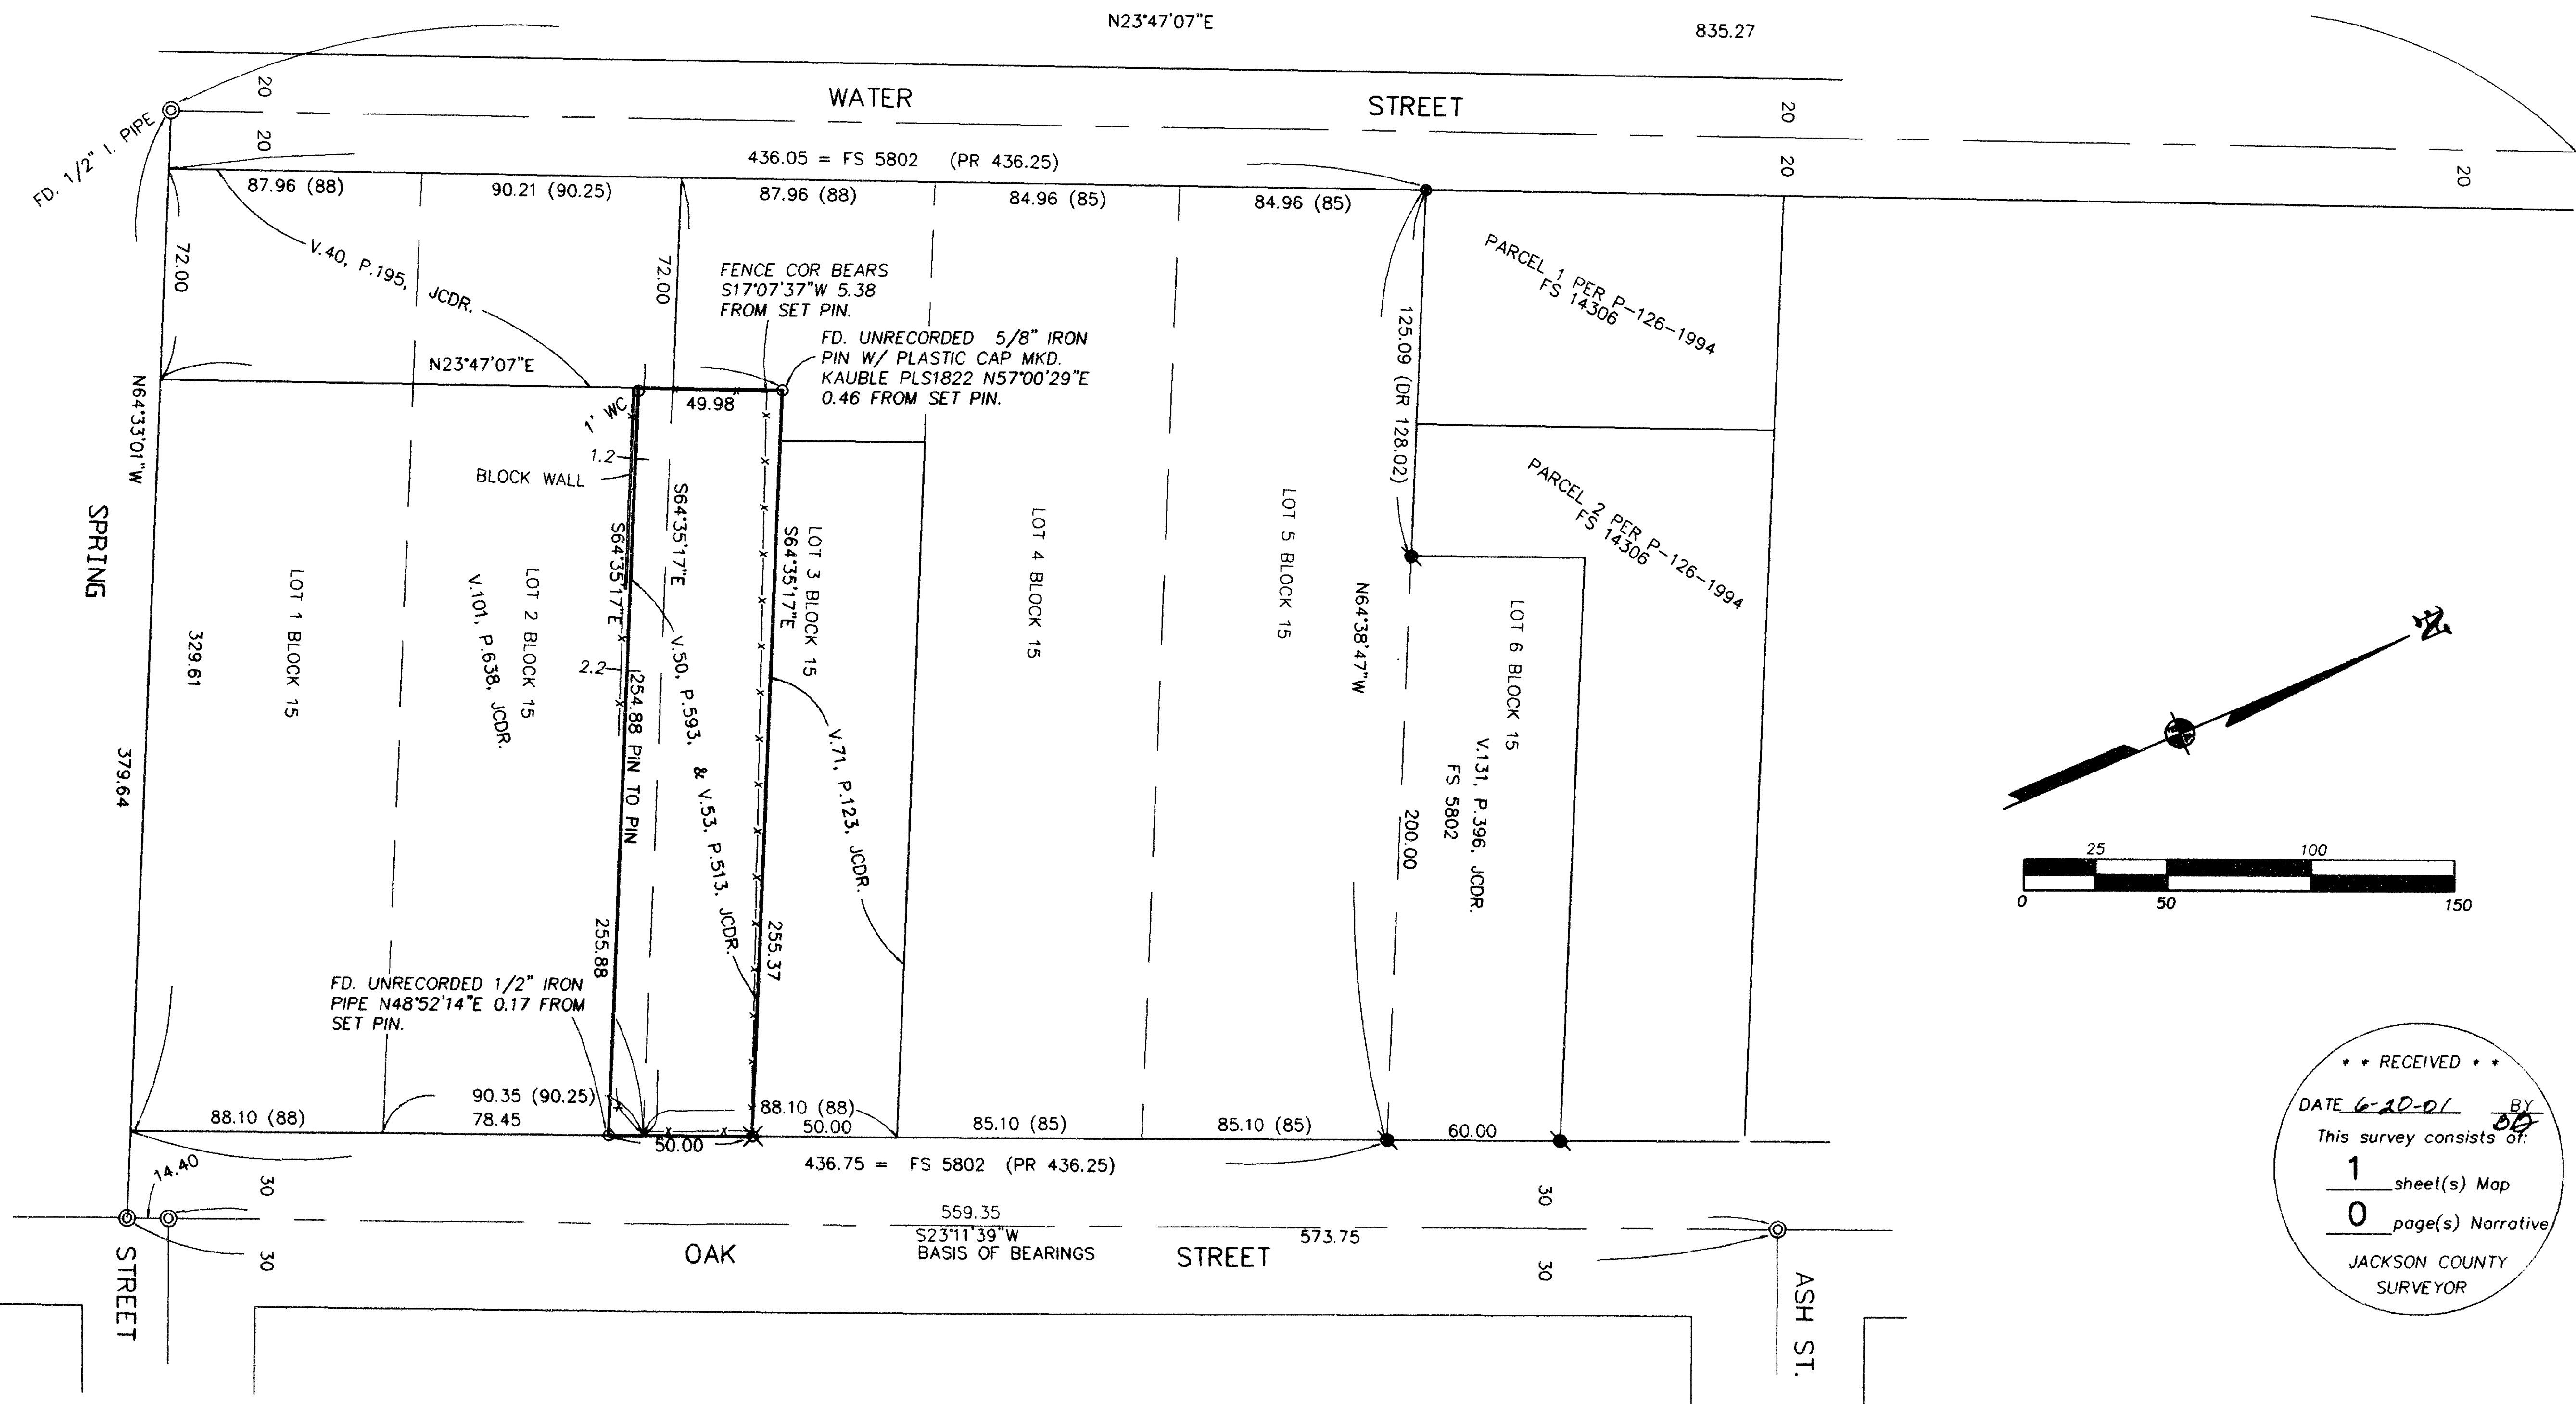 N23°47'07"E
835.27
20
WATER STREET
20
FD. 1/2" I. PIPE
20
20
20
436.05 = FS 5802 (PR 436.25)
87.96 (88)
90.21 (90.25)
87.96 (88)
84.96 (85)
84.96 (85)
72.00
V.40, P.195, JCDR.
72.00
FENCE COR BEARS
S17°07'37"W 5.38
FROM SET PIN.
FD. UNRECORDED 5/8" IRON
PIN W/ PLASTIC CAP MKD.
KAUBLE PLS1822 N57°00'29"E
0.46 FROM SET PIN.
PARCEL 1 PER P-126-1994
FS 14306
125.09 (DR 128.02)
N23°47'07"E
N64°33'01"W
49.98
1' WC
1.2
BLOCK WALL
S64°35'17"E
S64°35'17"E
S64°35'17"E
PARCEL 2 PER P-126-1994
FS 14306
SPRING
329.61
379.64
LOT 1 BLOCK 15
LOT 2 BLOCK 15
V.101, P.638, JCDR.
2.2
254.88 PIN TO PIN
V.50, P.593, & V.53, P.513, JCDR.
LOT 3 BLOCK 15
V.71, P.123, JCDR.
LOT 4 BLOCK 15
LOT 5 BLOCK 15
N64°38'47"W
200.00
LOT 6 BLOCK 15
V.131, P.396, JCDR.
FS 5802
255.88
255.37
FD. UNRECORDED 1/2" IRON
PIPE N48°52'14"E 0.17 FROM
SET PIN.
25
100
0
50
150
88.10 (88)
90.35 (90.25)
78.45
50.00
88.10 (88)
50.00
85.10 (85)
85.10 (85)
60.00
436.75 = FS 5802 (PR 436.25)
14.40
30
30
30
30
559.35
S23°11'39"W
BASIS OF BEARINGS
573.75
OAK STREET
STREET
ASH ST.
* * RECEIVED * *
DATE 6-20-01 BY
This survey consists of:
1 sheet(s) Map
0 page(s) Narrative
JACKSON COUNTY
SURVEYOR